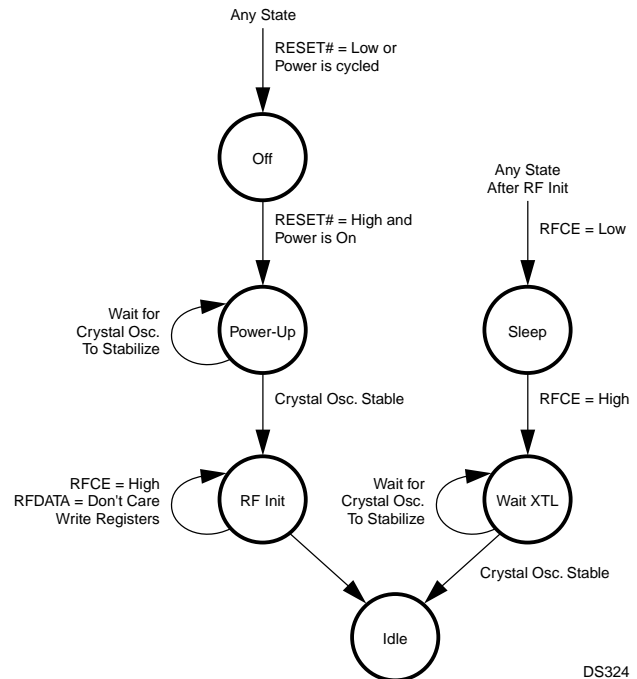 Any State
RESET# = Low or
Power is cycled
Off
Any State
After RF Init
RESET# = High and
Power is On
RFCE = Low
Wait for
Crystal Osc.
To Stabilize
Power-Up
Sleep
Crystal Osc. Stable
RFCE = High
RFCE = High
RFDATA = Don't Care
Write Registers
RF Init
Wait for
Crystal Osc.
To Stabilize
Wait XTL
Crystal Osc. Stable
Idle
DS324